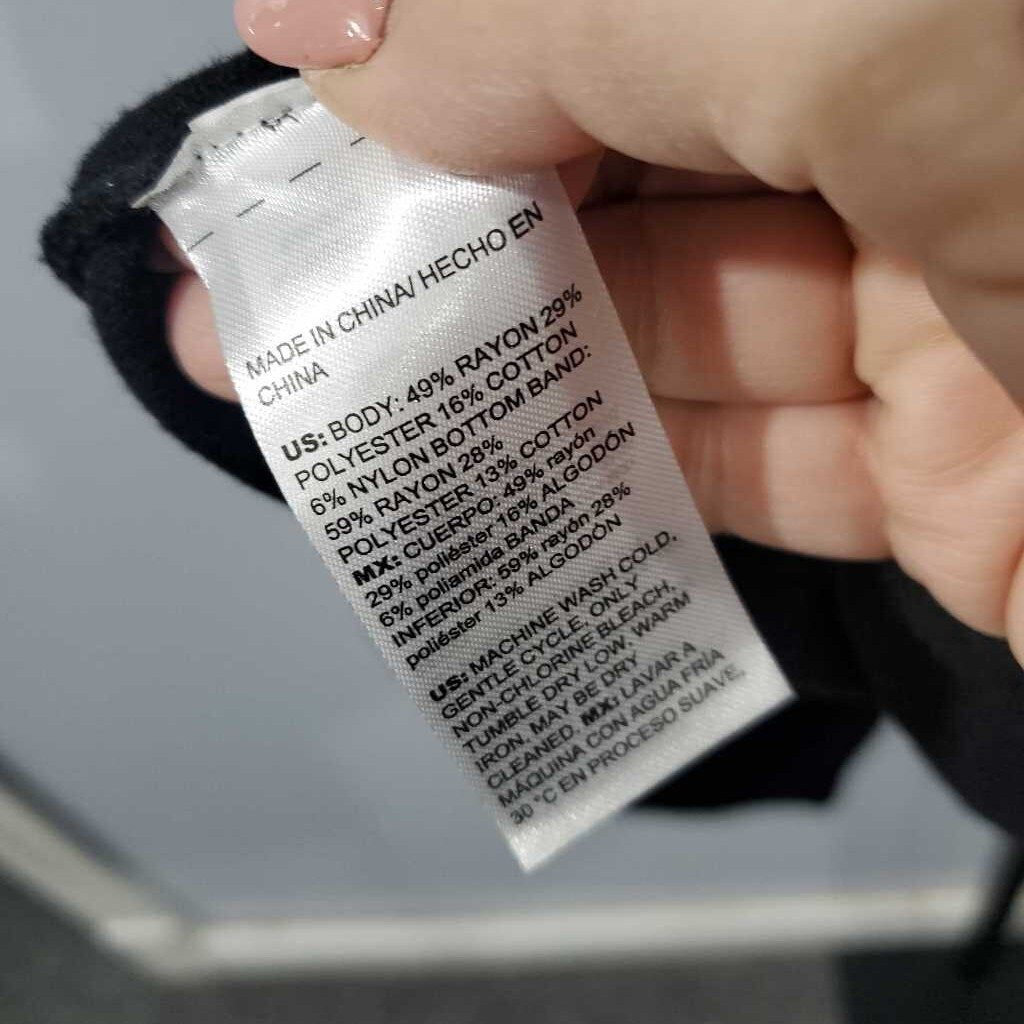 MADE IN CHINA/ HECHO EN
CHINA
US: BODY: 49% RAYON 29%
POLYESTER 16% COTTON
6% NYLON BOTTOM BAND:
59% RAYON 28%
POLYESTER 13% COTTON
MX: CUERPO: 49% rayón
29% poliéster 16% ALGODÓN
6% poliamida BANDA
INFERIOR: 59% rayón 28%
poliéster 13% ALGODÓN
US: MACHINE WASH COLD,
GENTLE CYCLE. ONLY
NON-CHLORINE BLEACH,
TUMBLE DRY LOW, WARM
IRON. MAY BE DRY
CLEANED. MX: LAVAR A
MÁQUINA CON AGUA FRÍA
30 °C EN PROCESO SUAVE.